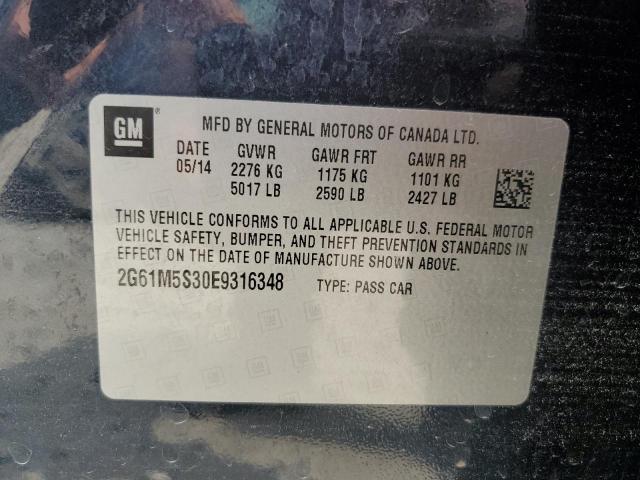 GM ®
MFD BY GENERAL MOTORS OF CANADA LTD.
DATE GVWR GAWR FRT GAWR RR
05/14 2276 KG 1175 KG 1101 KG
5017 LB 2590 LB 2427 LB
THIS VEHICLE CONFORMS TO ALL APPLICABLE U.S. FEDERAL MOTOR
VEHICLE SAFETY, BUMPER, AND THEFT PREVENTION STANDARDS IN
EFFECT ON THE DATE OF MANUFACTURE SHOWN ABOVE.
2G61M5S30E9316348 TYPE: PASS CAR